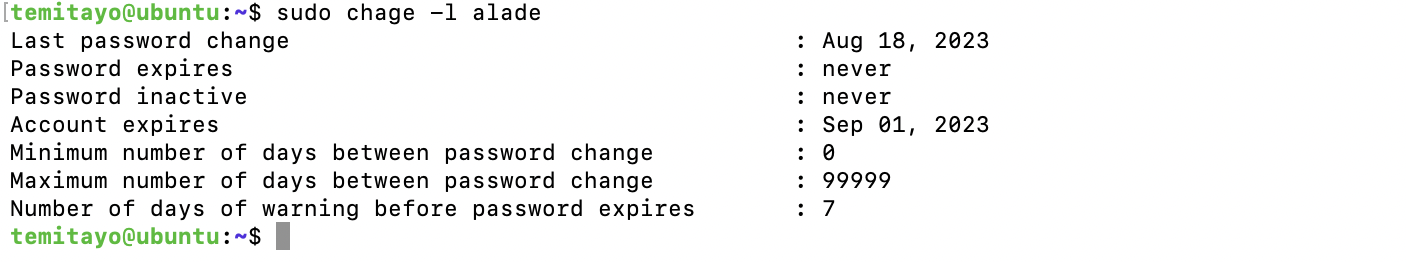 [temitayo@ubuntu:~$ sudo chage -l alade
Last password change : Aug 18, 2023
Password expires : never
Password inactive : never
Account expires : Sep 01, 2023
Minimum number of days between password change : 0
Maximum number of days between password change : 99999
Number of days of warning before password expires : 7
temitayo@ubuntu:~$